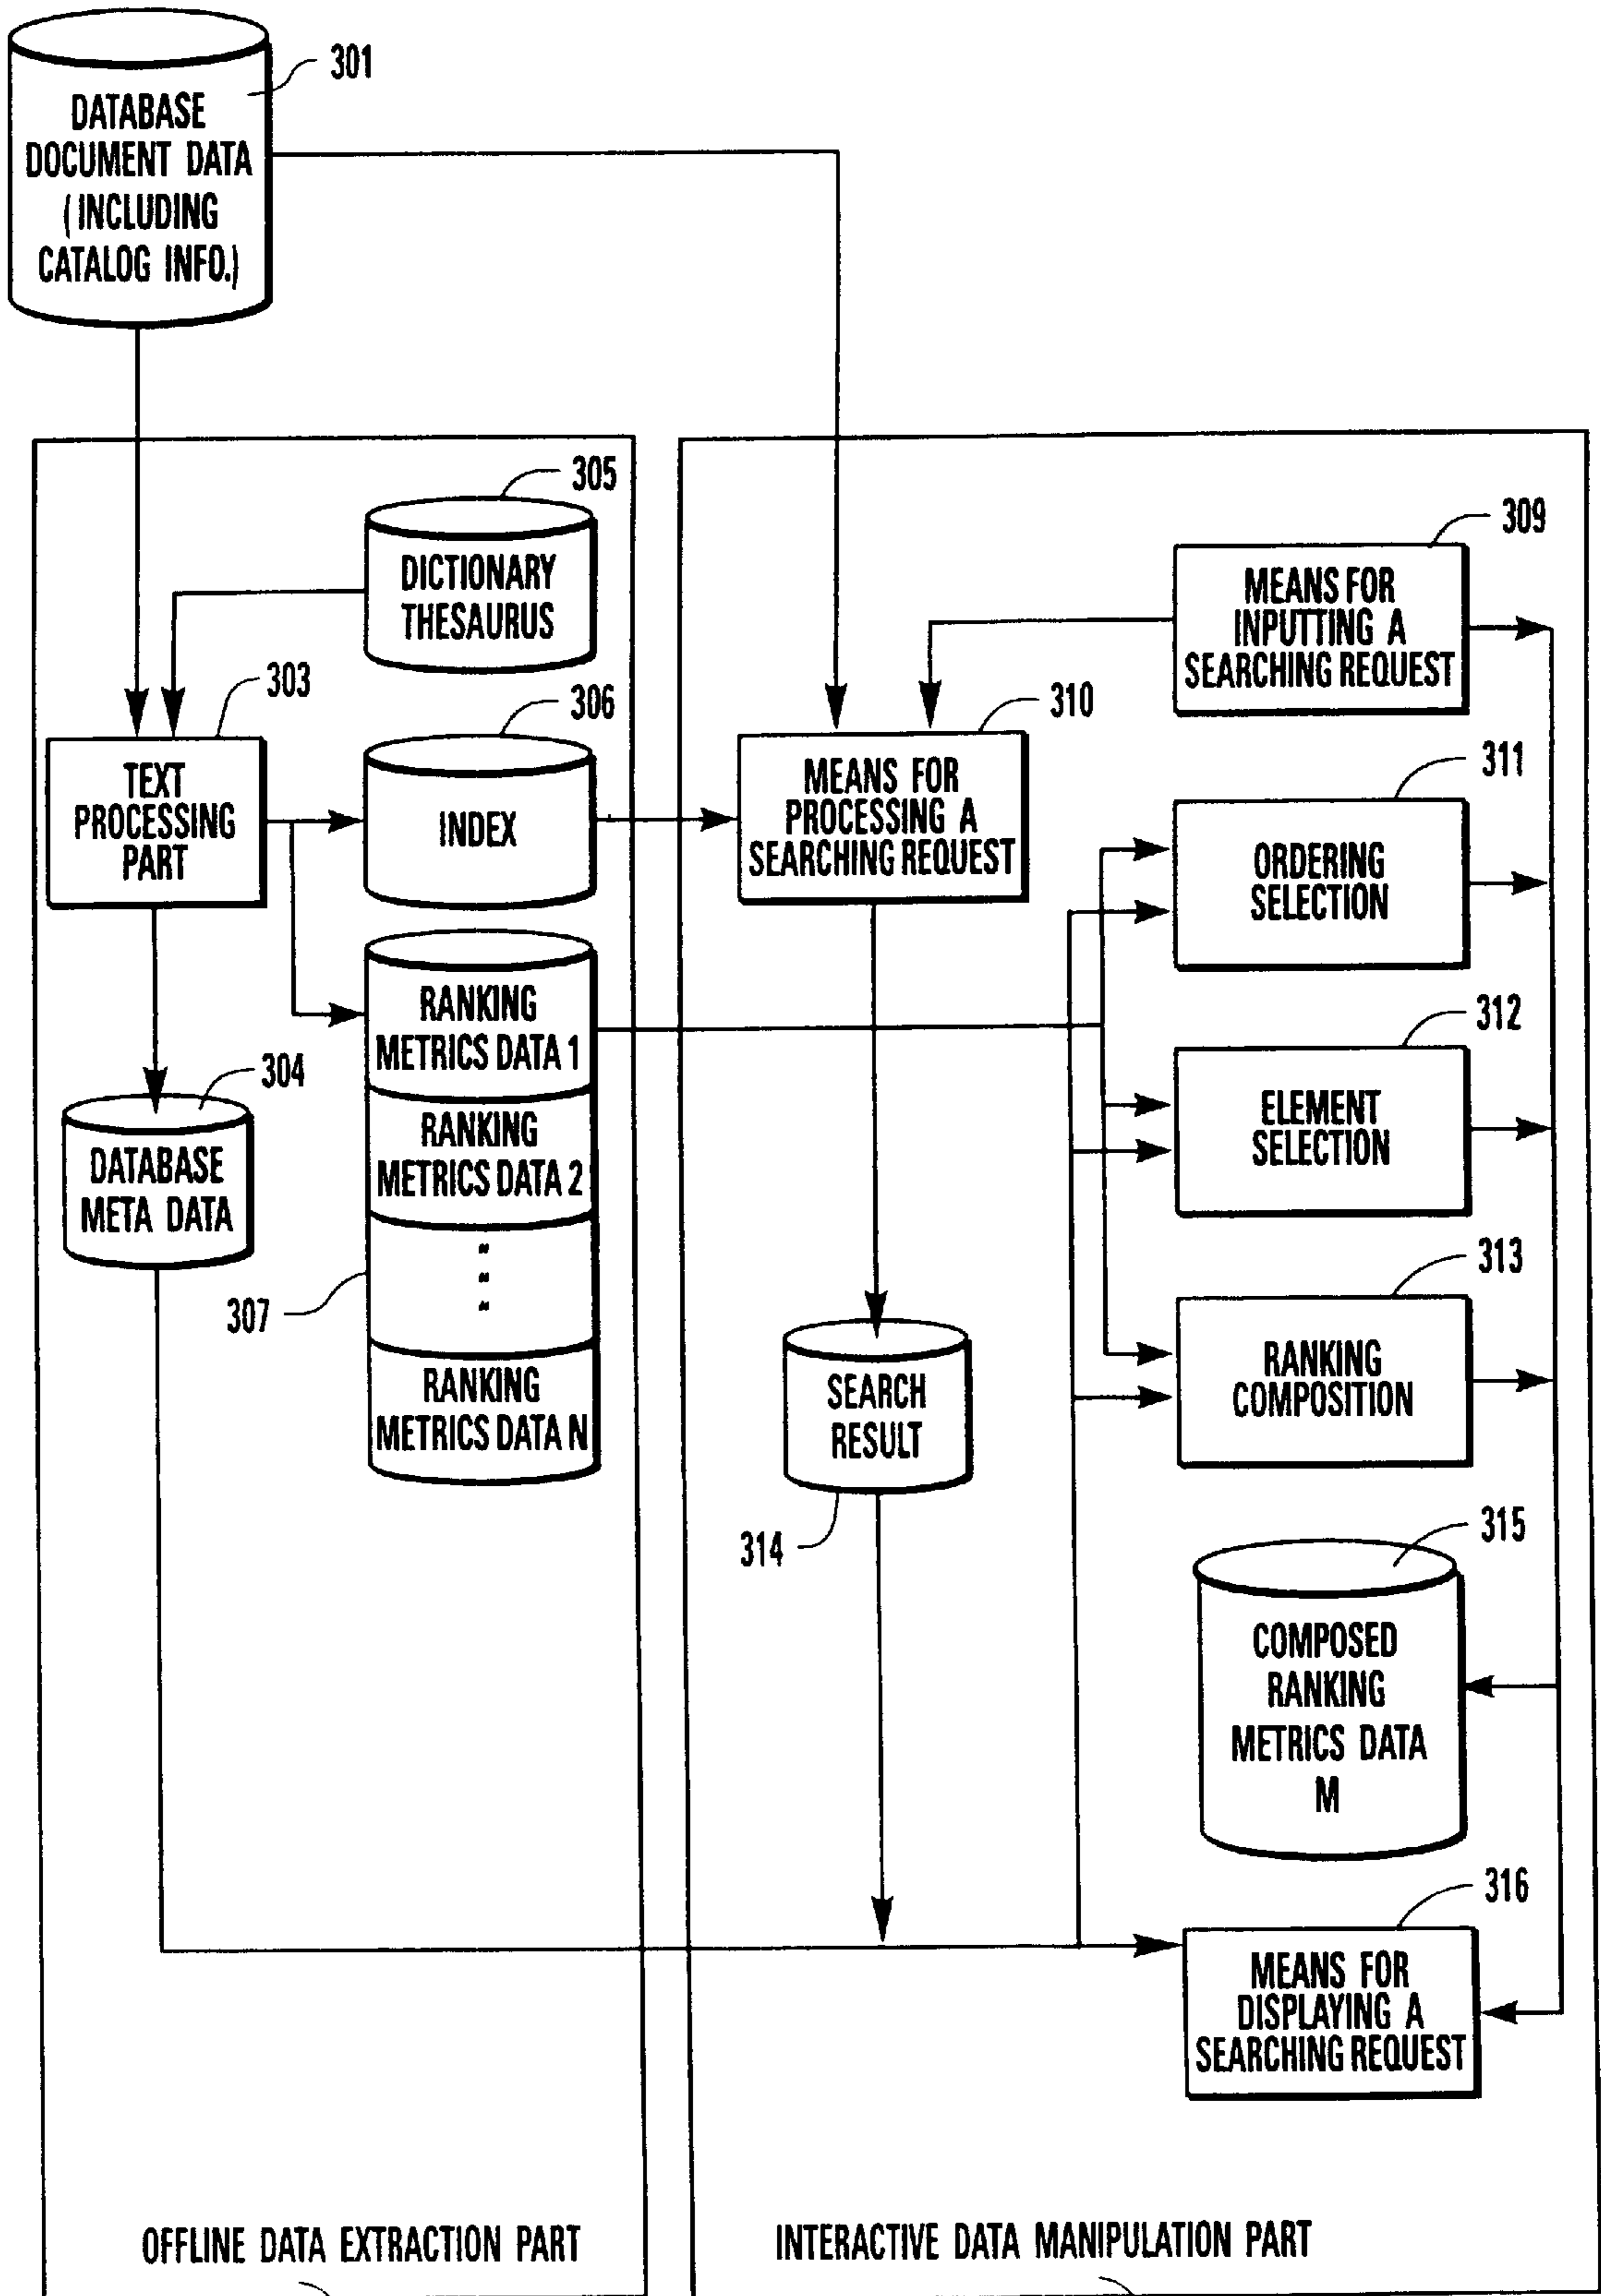 301
DATABASE
DOCUMENT DATA
(INCLUDING
CATALOG INFO.)
305
DICTIONARY
THESAURUS
303
TEXT
PROCESSING
PART
306
INDEX
RANKING
METRICS DATA 1
RANKING
METRICS DATA 2
RANKING
METRICS DATA N
307
304
DATABASE
META DATA
OFFLINE DATA EXTRACTION PART
309
MEANS FOR
INPUTTING A
SEARCHING REQUEST
310
MEANS FOR
PROCESSING A
SEARCHING REQUEST
311
ORDERING
SELECTION
312
ELEMENT
SELECTION
313
RANKING
COMPOSITION
SEARCH
RESULT
314
315
COMPOSED
RANKING
METRICS DATA
M
316
MEANS FOR
DISPLAYING A
SEARCHING REQUEST
INTERACTIVE DATA MANIPULATION PART